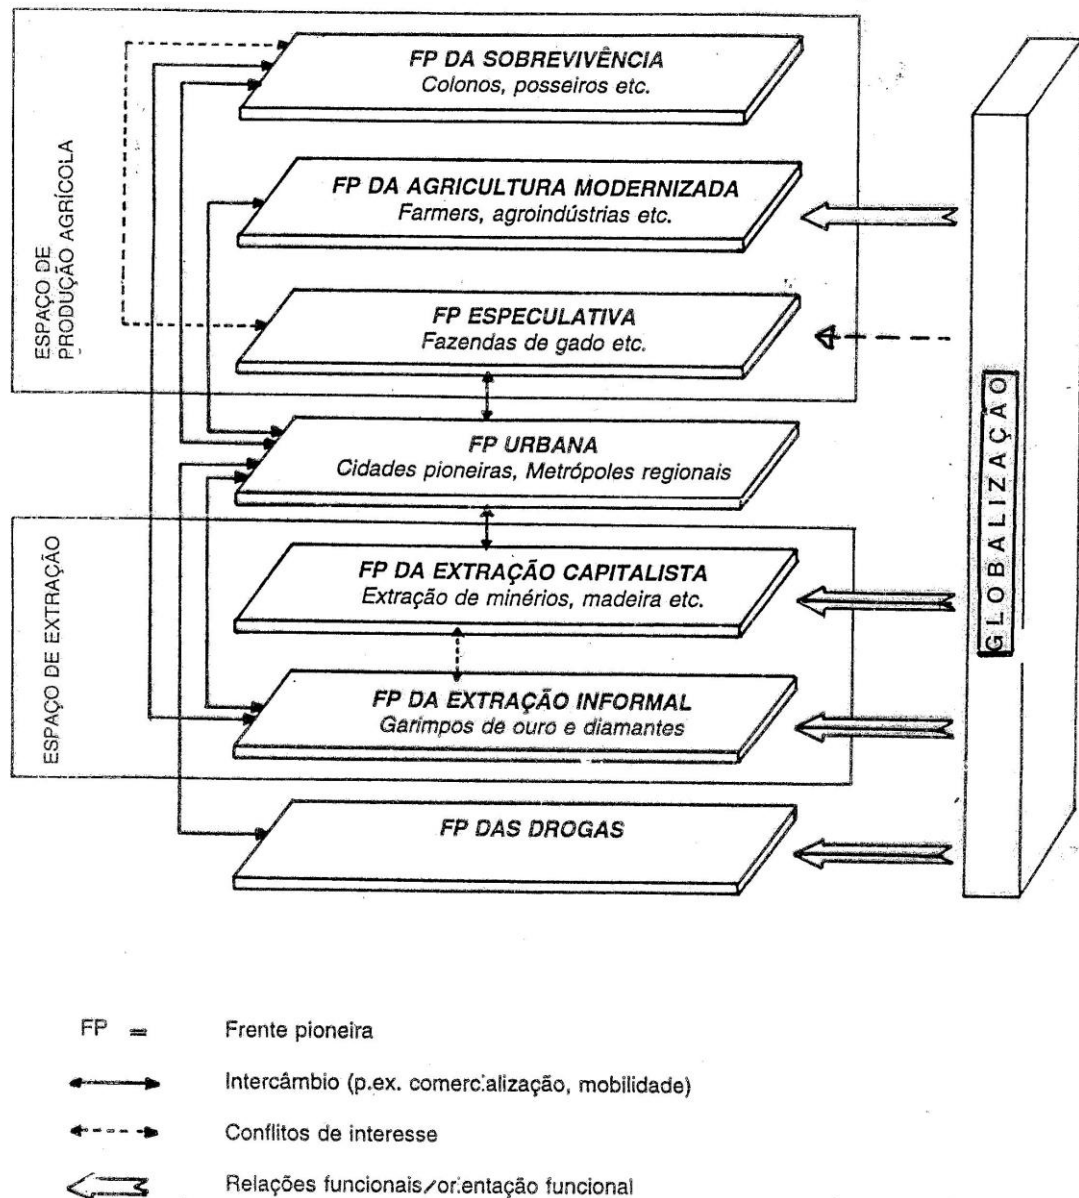 FP DA SOBREVIVÊNCIA
Colonos, posseiros etc.
FP DA AGRICULTURA MODERNIZADA
Farmers, agroindústrias etc.
ESPAÇO DE
PRODUÇÃO AGRÍCOLA
FP ESPECULATIVA
Fazendas de gado etc.
FP URBANA
Cidades pioneiras, Metrópoles regionais
GLOBALIZAÇÃO
ESPAÇO DE EXTRAÇÃO
FP DA EXTRAÇÃO CAPITALISTA
Extração de minérios, madeira etc.
FP DA EXTRAÇÃO INFORMAL
Garimpos de ouro e diamantes
FP DAS DROGAS
FP = Frente pioneira
Intercâmbio (p.ex. comercialização, mobilidade)
Conflitos de interesse
Relações funcionais/orientação funcional